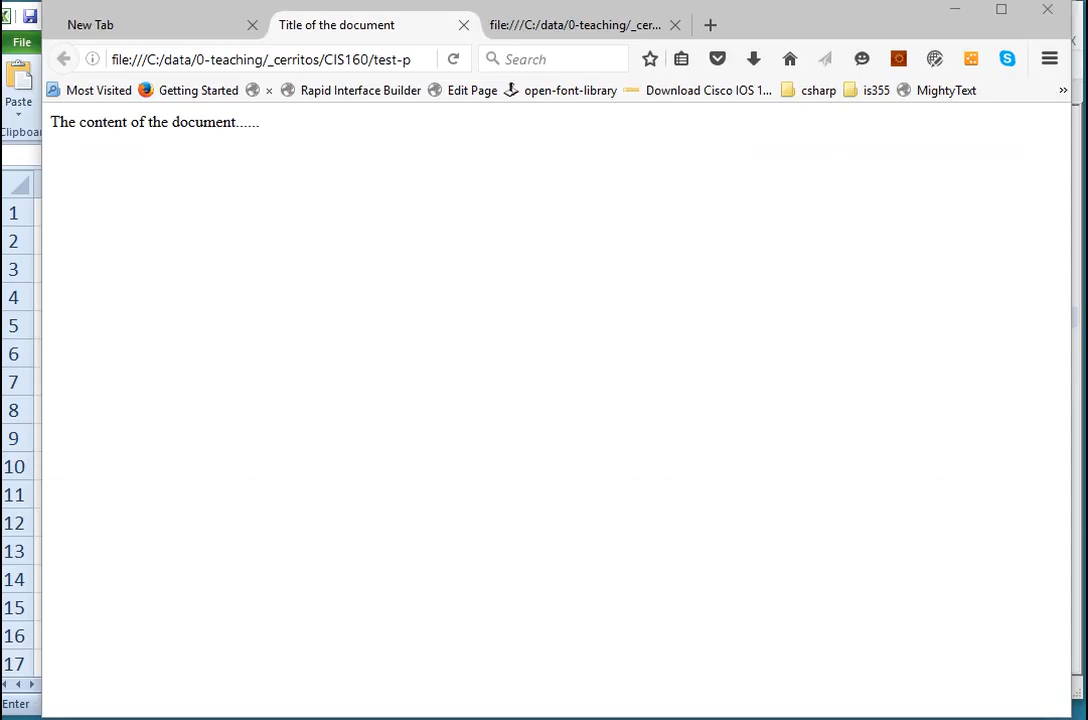 New Tab
Title of the document
file:///C:/data/0-teaching/_cer...
File
file:///C:/data/0-teaching/_cerritos/CIS160/test-p
Search
Most Visited
Getting Started
×
Rapid Interface Builder
Edit Page
open-font-library
Download Cisco IOS 1...
csharp
is355
MightyText
»
Paste
The content of the document......
Clipboa
1
2
3
4
5
6
7
8
9
10
11
12
13
14
15
16
17
Enter